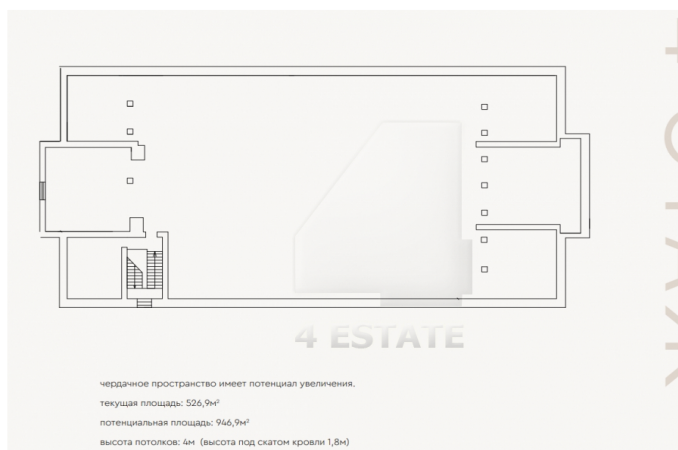 4 ESTATE
чердачное пространство имеет потенциал увеличения.
текущая площадь: 526,9м²
потенциальная площадь: 946,9м²
высота потолков: 4м (высота под скатом кровли 1,8м)